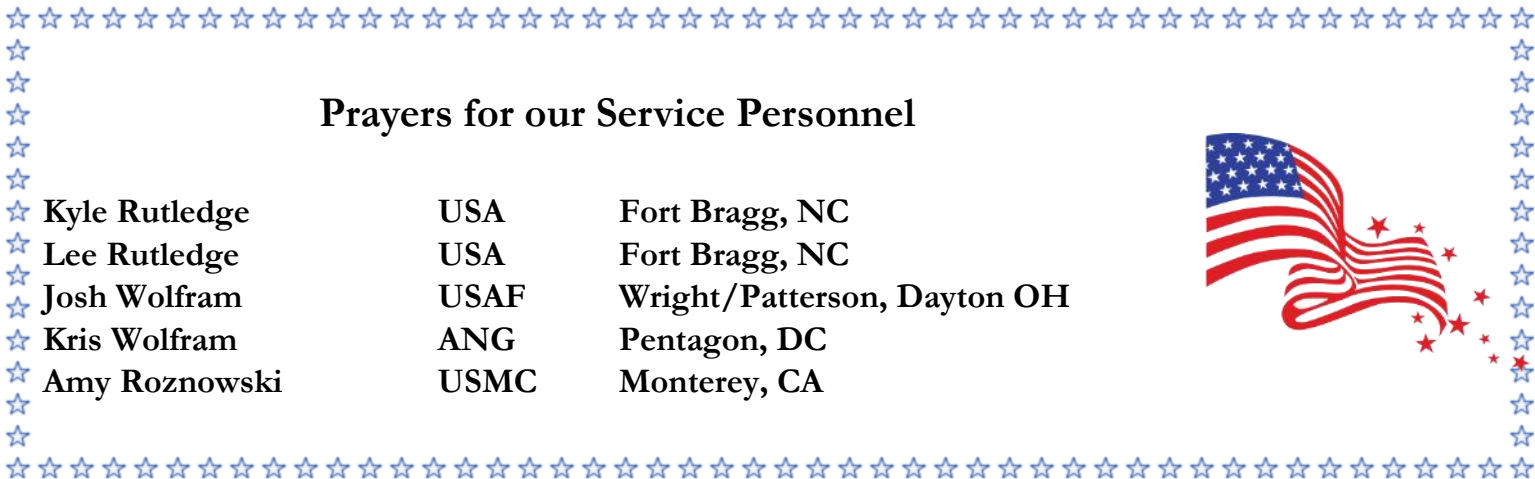 Prayers for our Service Personnel
Kyle Rutledge USA Fort Bragg, NC
Lee Rutledge USA Fort Bragg, NC
Josh Wolfram USAF Wright/Patterson, Dayton OH
Kris Wolfram ANG Pentagon, DC
Amy Roznowski USMC Monterey, CA